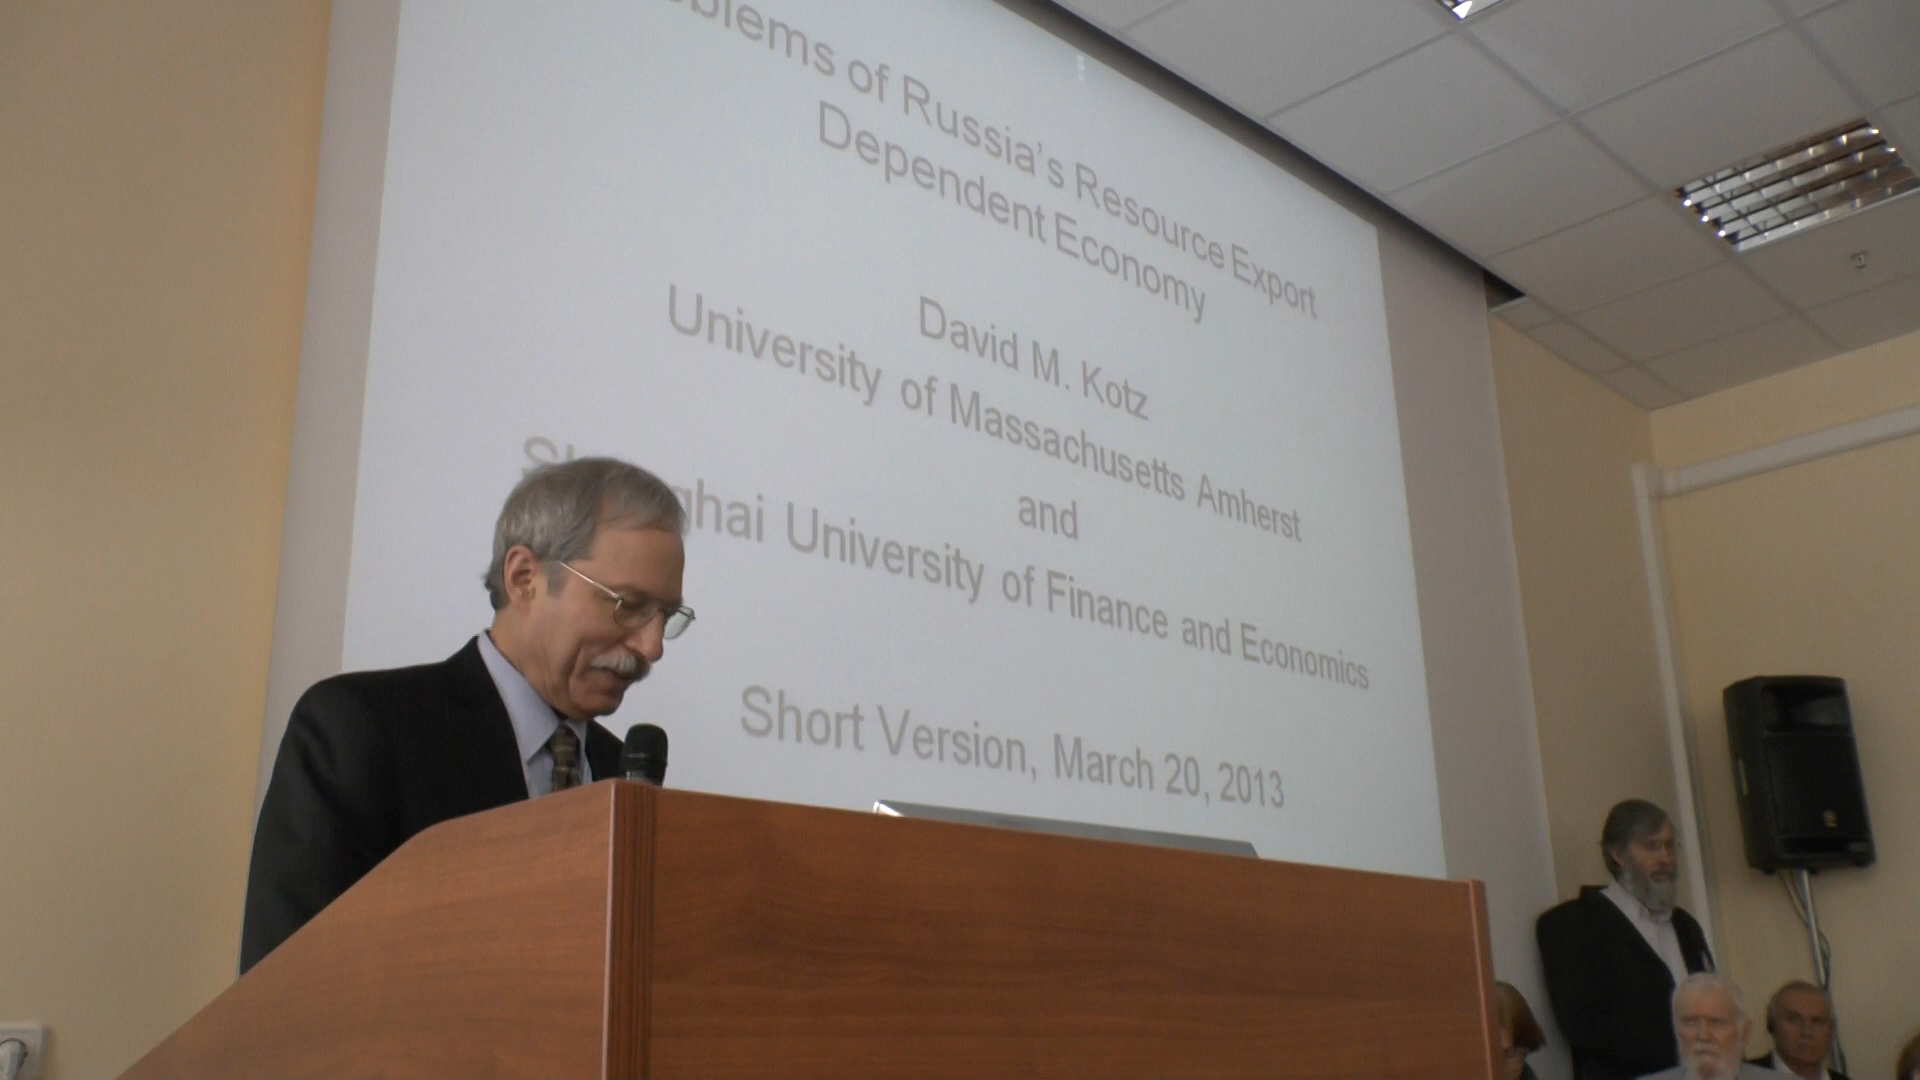 of Russia's Resource Export
Dependent Economy
David M. Kotz
University of Massachusetts Amherst
and
University of Finance and Economics
Short Version, March 20, 2013